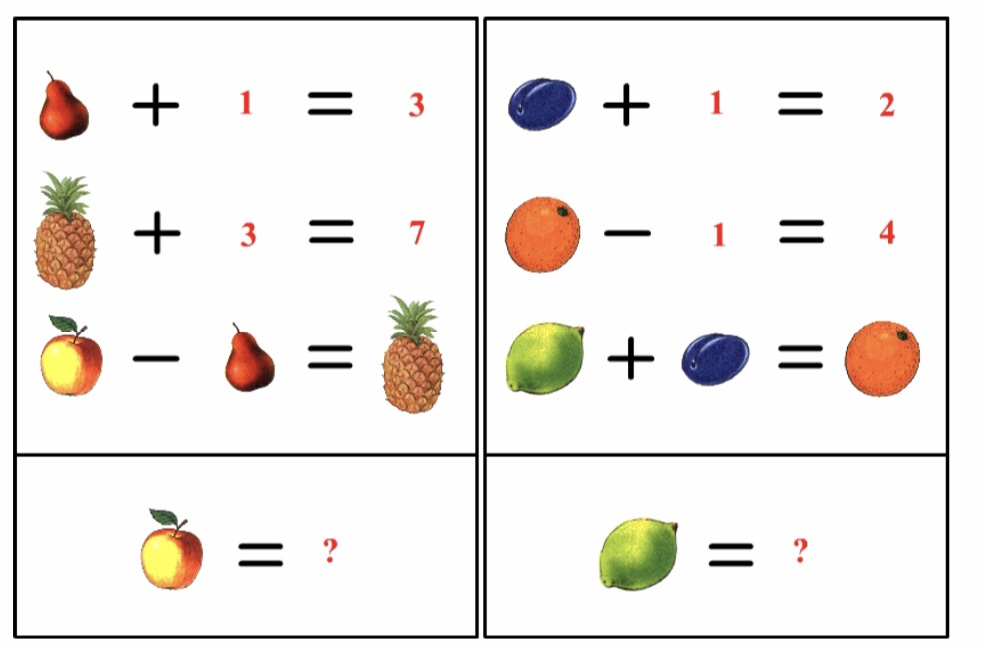 + 1 = 3
+ 3 = 7
− =
= ?
+ 1 = 2
− 1 = 4
+ =
= ?